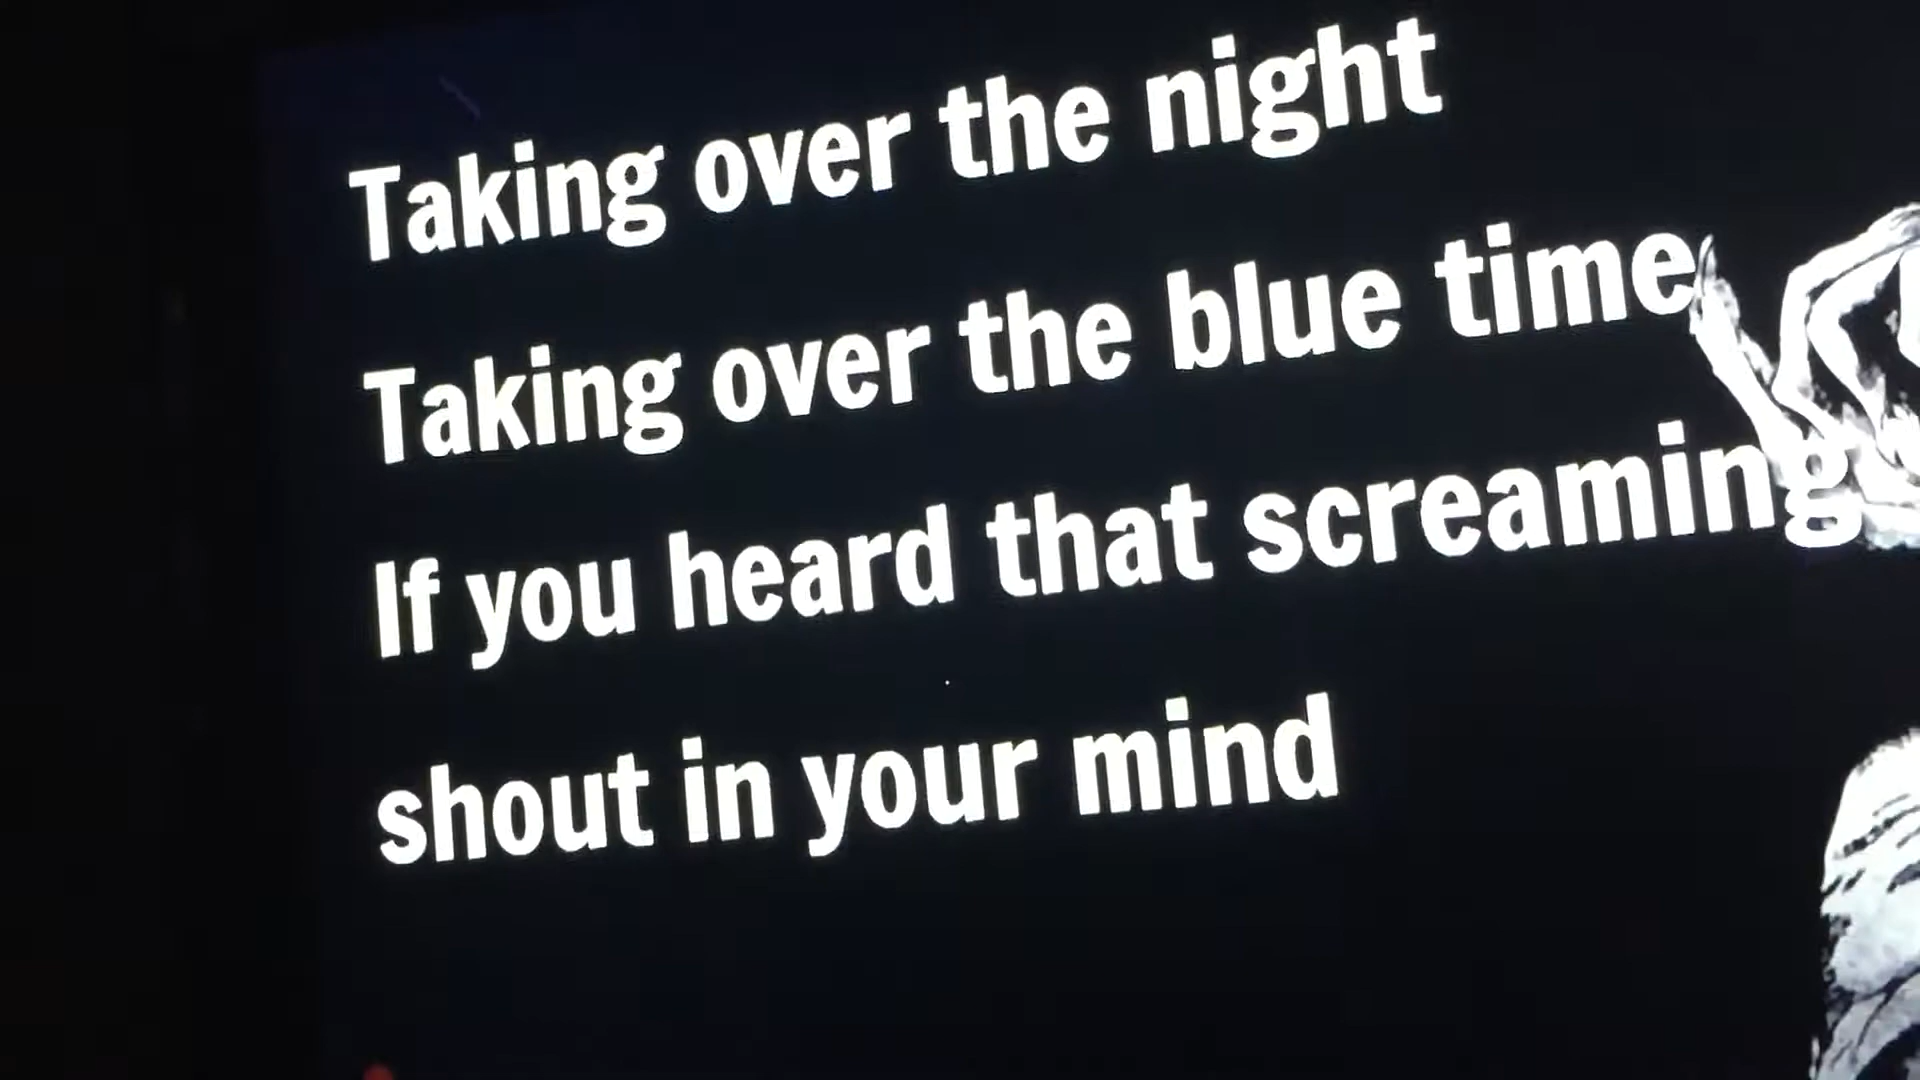 Taking over the night
Taking over the blue time
If you heard that screaming
shout in your mind